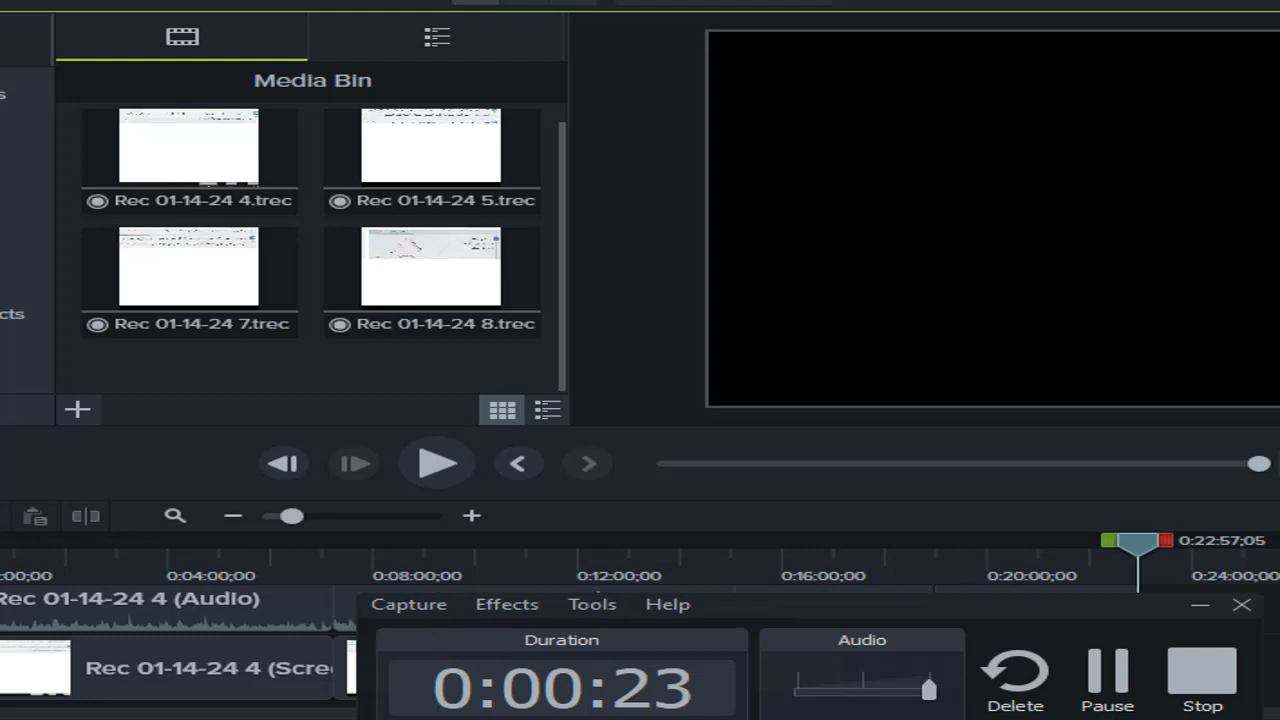 Media Bin
s
Rec 01-14-24 4.trec
Rec 01-14-24 5.trec
Rec 01-14-24 7.trec
Rec 01-14-24 8.trec
cts
0:22:57;05
:00;00
0:04:00;00
0:08:00;00
0:12:00;00
0:16:00;00
0:20:00;00
0:24:00;00
Rec 01-14-24 4 (Audio)
Rec 01-14-24 4 (Scre
Capture Effects Tools Help
Duration
Audio
0:00:23
Delete
Pause
Stop